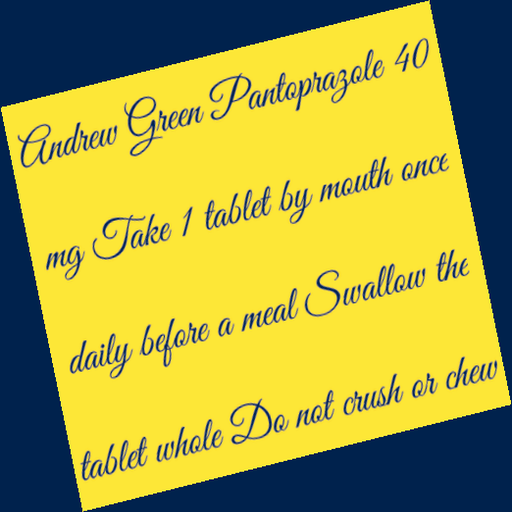 Andrew Green Pantoprazole 40
mg Take 1 tablet by mouth once
daily before a meal Swallow the
tablet whole Do not crush or chew